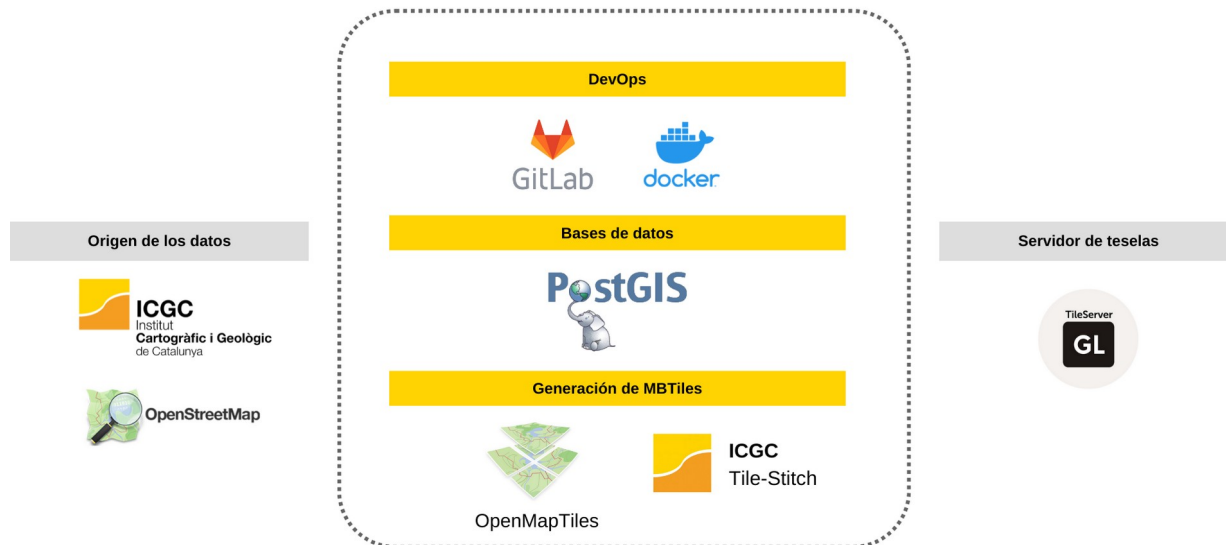 Origen de los datos
ICGC
Institut
Cartogràfic i Geològic
de Catalunya
OpenStreetMap
DevOps
GitLab
docker
Bases de datos
PostGIS
Generación de MBTiles
OpenMapTiles
ICGC
Tile-Stitch
Servidor de teselas
TileServer
GL